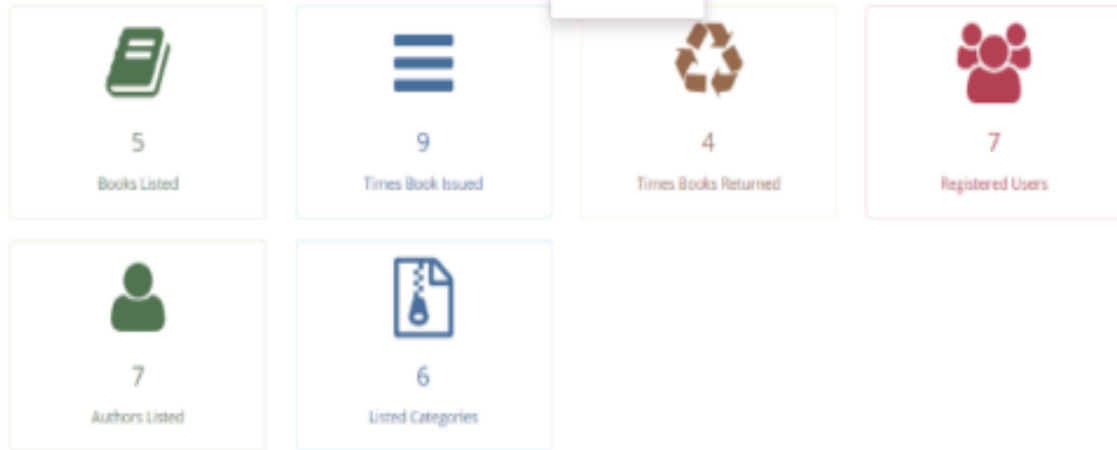 5
Books Listed
9
Times Book Issued
4
Times Books Returned
7
Registered Users
7
Authors Listed
6
Listed Categories